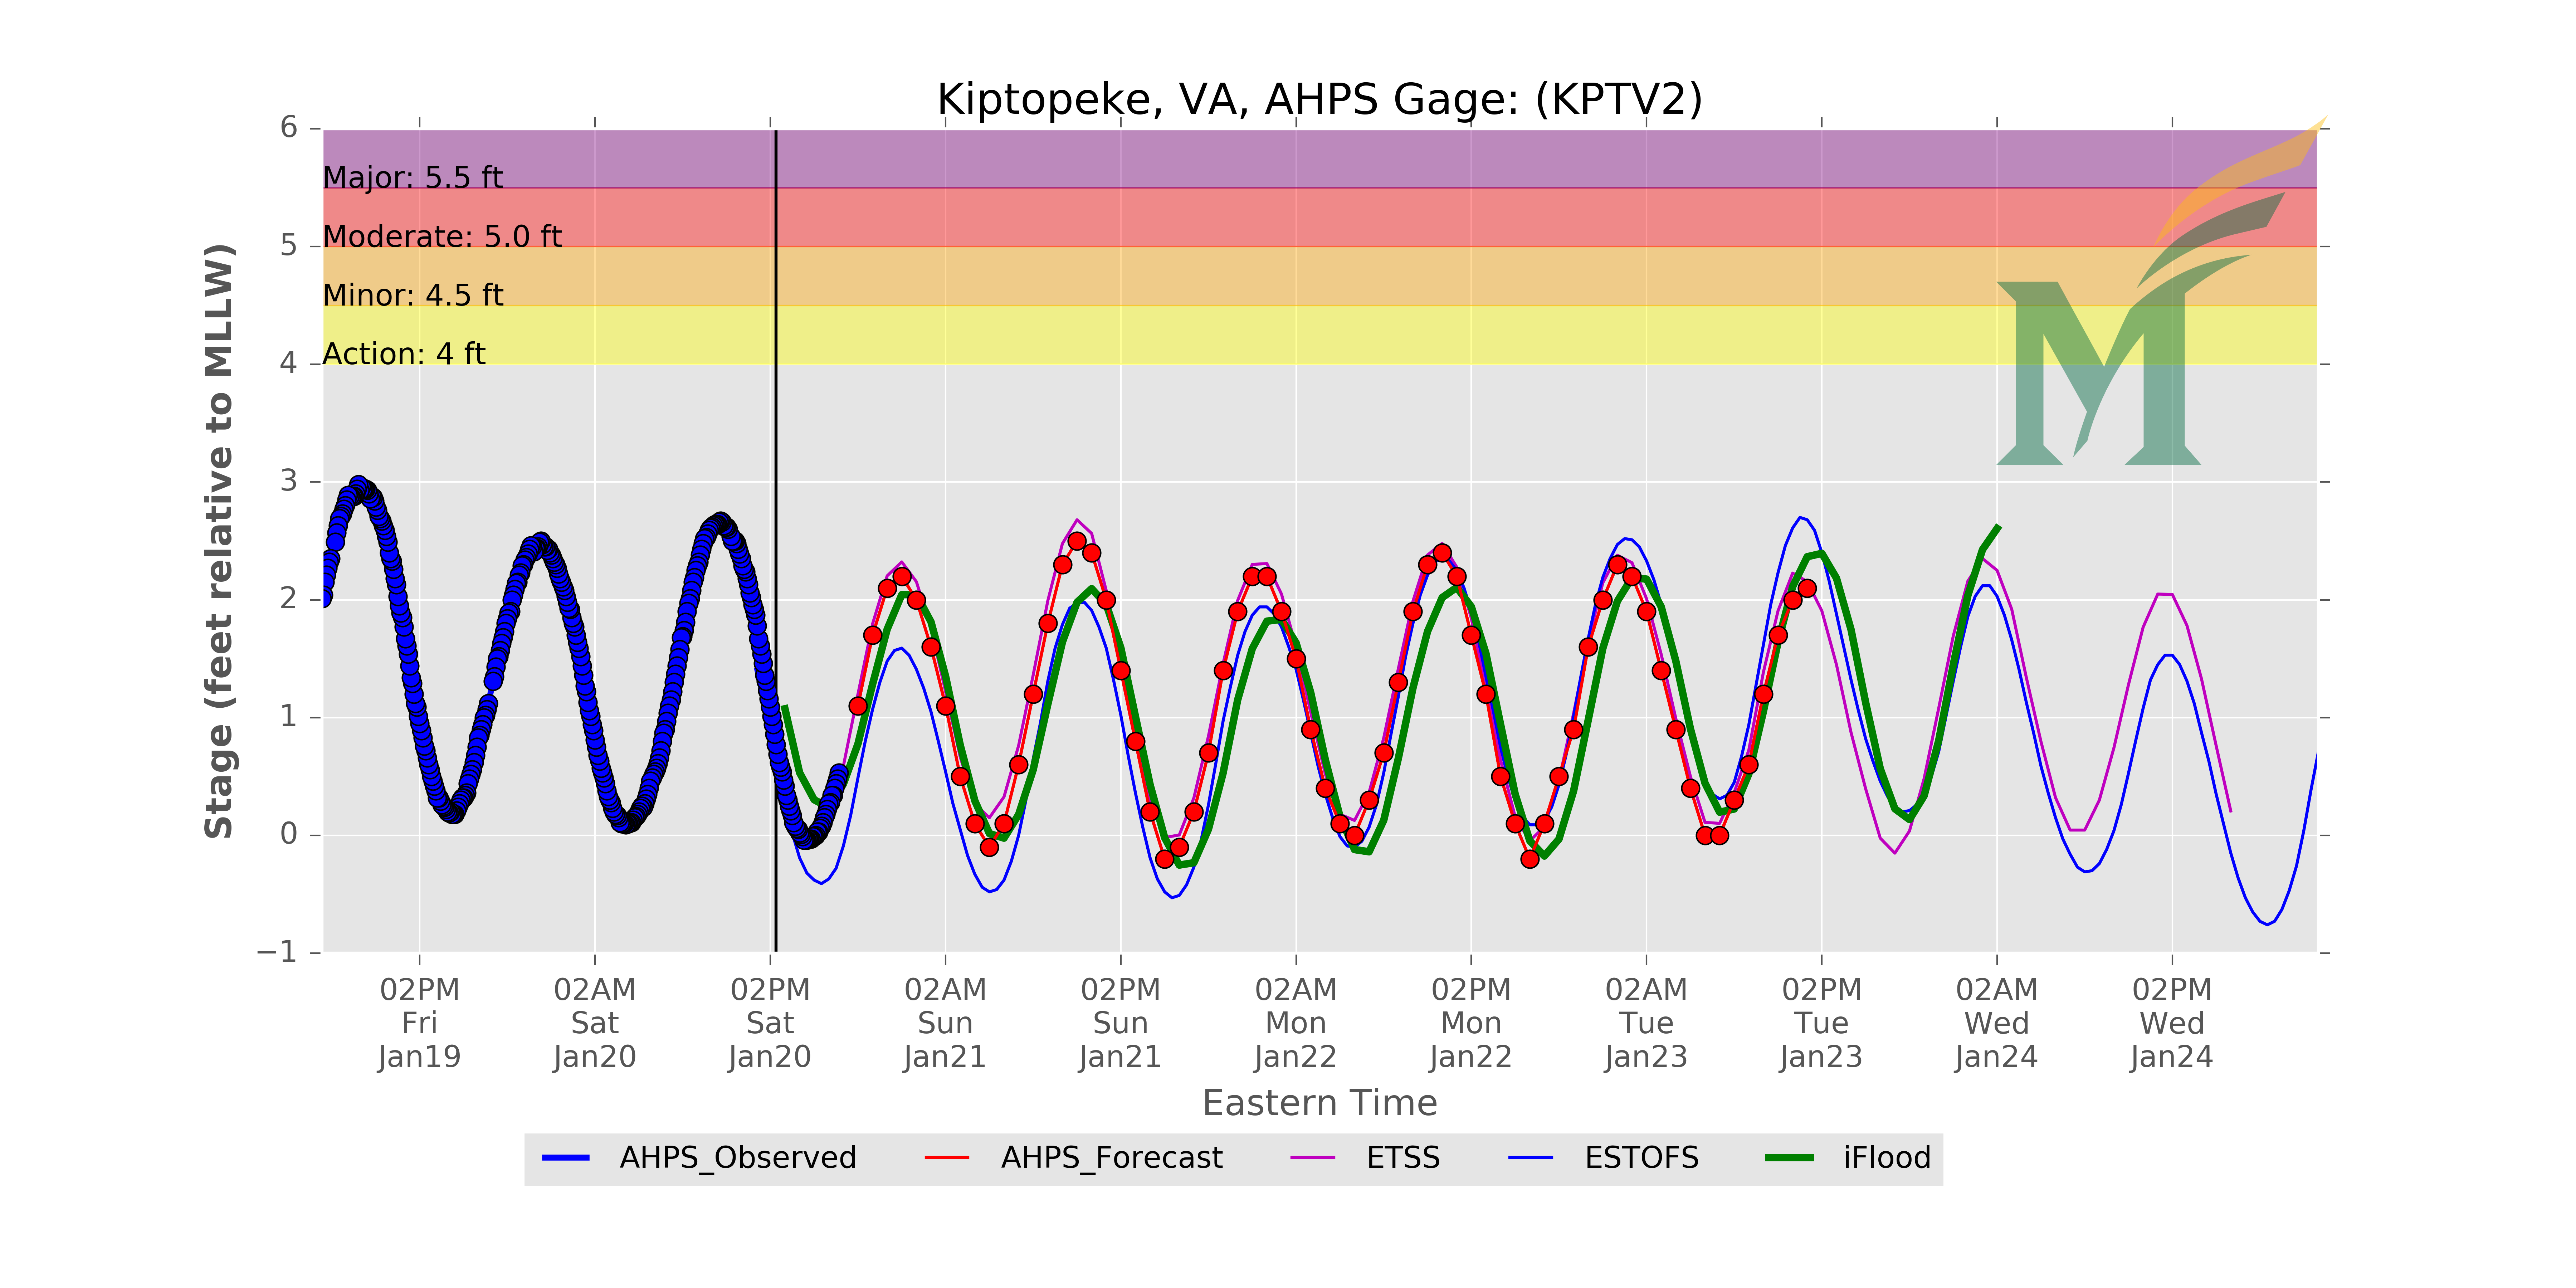 Kiptopeke, VA, AHPS Gage: (KPTV2)
6
5
4
3
2
1
0
−1
Stage (feet relative to MLLW)
Major: 5.5 ft
Moderate: 5.0 ft
Minor: 4.5 ft
Action: 4 ft
M
02PM 02AM 02PM 02AM 02PM 02AM 02PM 02AM 02PM 02AM 02PM
Fri Sat Sat Sun Sun Mon Mon Tue Tue Wed Wed
Jan19 Jan20 Jan20 Jan21 Jan21 Jan22 Jan22 Jan23 Jan23 Jan24 Jan24
Eastern Time
AHPS_Observed AHPS_Forecast ETSS ESTOFS iFlood